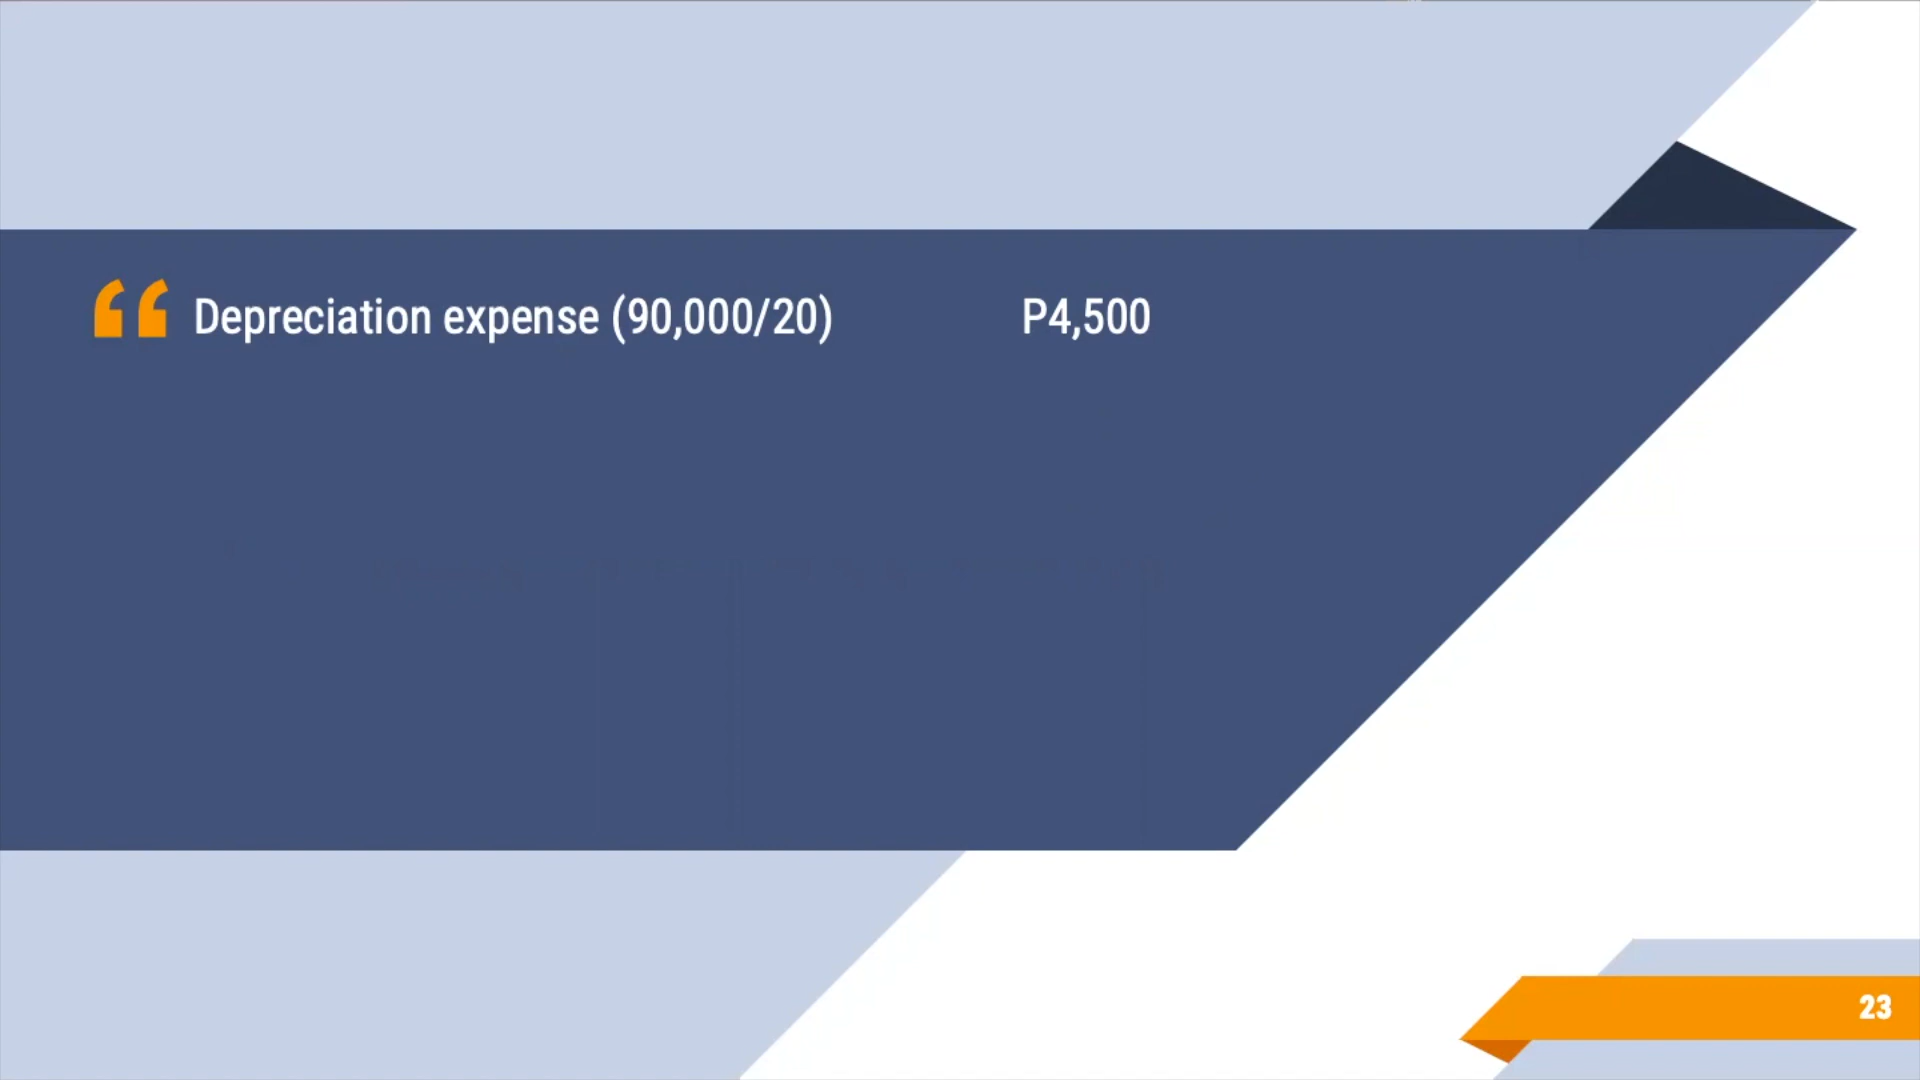 “ Depreciation expense (90,000/20) P4,500
23